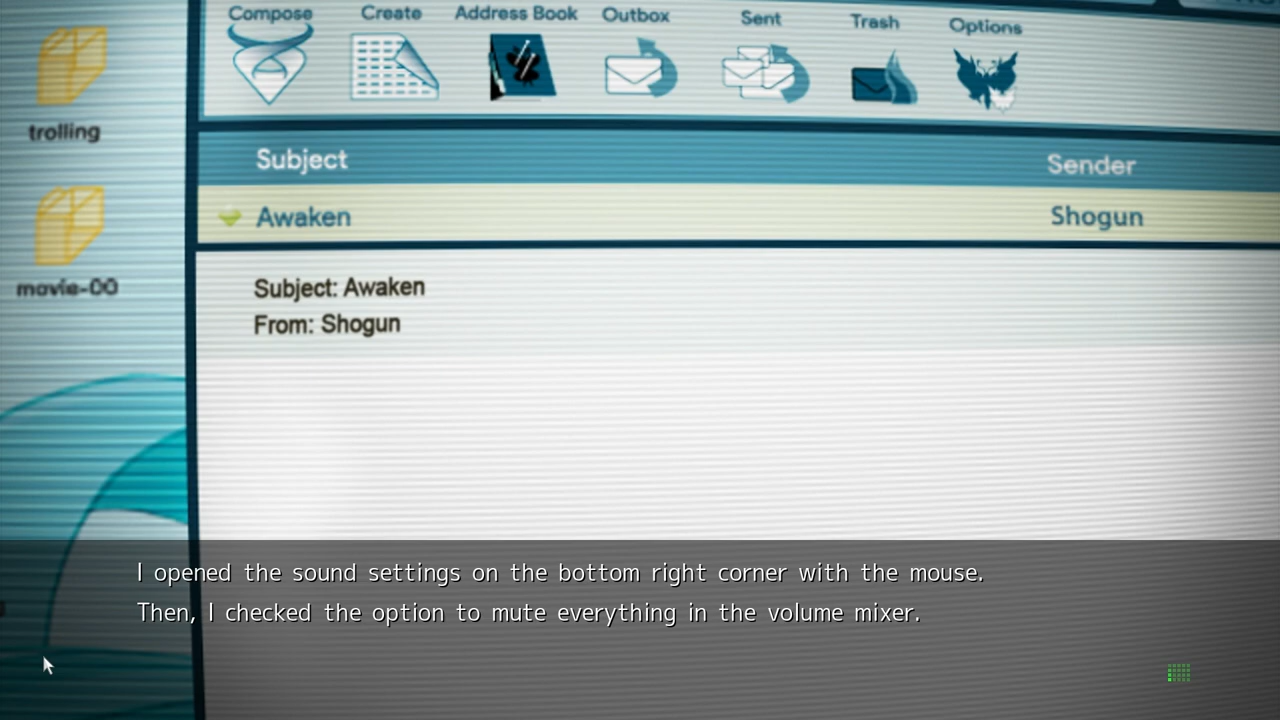 Compose Create Address Book Outbox Sent Trash Options
trolling
movie-00
Subject Sender
Awaken Shogun
Subject: Awaken
From: Shogun
I opened the sound settings on the bottom right corner with the mouse.
Then, I checked the option to mute everything in the volume mixer.